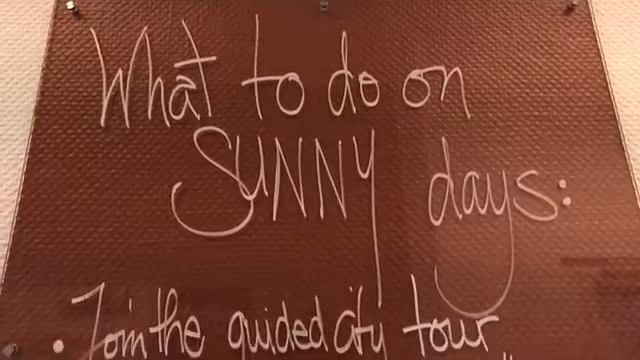 What to do on
SUNNY days:
• Join the guided city tour